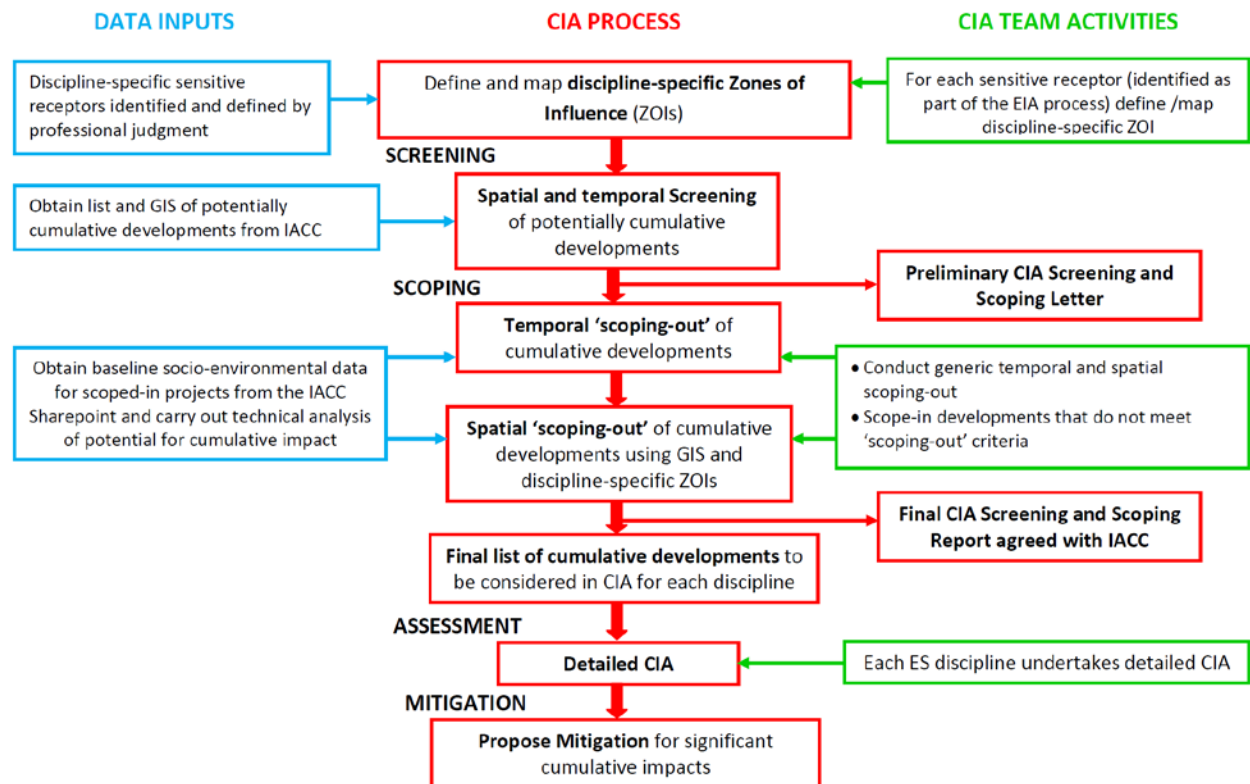 DATA INPUTS
CIA PROCESS
CIA TEAM ACTIVITIES
Discipline-specific sensitive
receptors identified and defined by
professional judgment
Define and map discipline-specific Zones of
Influence (ZOIs)
For each sensitive receptor (identified as
part of the EIA process) define /map
discipline-specific ZOI
SCREENING
Obtain list and GIS of potentially
cumulative developments from IACC
Spatial and temporal Screening
of potentially cumulative
developments
SCOPING
Preliminary CIA Screening and
Scoping Letter
Temporal ‘scoping-out’ of
cumulative developments
Obtain baseline socio-environmental data
for scoped-in projects from the IACC
Sharepoint and carry out technical analysis
of potential for cumulative impact
• Conduct generic temporal and spatial
scoping-out
• Scope-in developments that do not meet
‘scoping-out’ criteria
Spatial ‘scoping-out’ of cumulative
developments using GIS and
discipline-specific ZOIs
Final CIA Screening and Scoping
Report agreed with IACC
Final list of cumulative developments to
be considered in CIA for each discipline
ASSESSMENT
Detailed CIA
Each ES discipline undertakes detailed CIA
MITIGATION
Propose Mitigation for significant
cumulative impacts